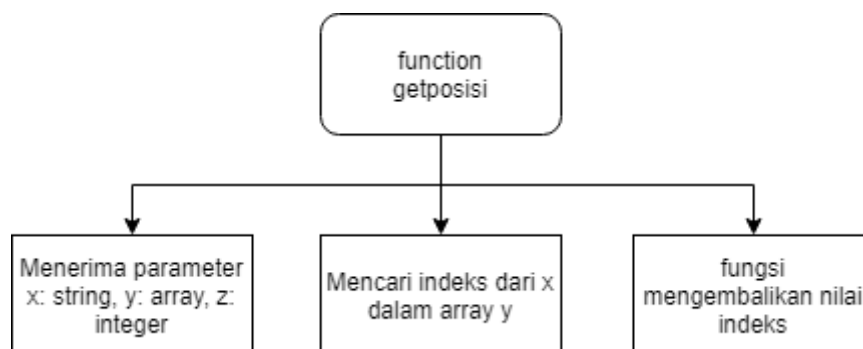 function
getposisi
Menerima parameter
x: string, y: array, z:
integer
Mencari indeks dari x
dalam array y
fungsi
mengembalikan nilai
indeks